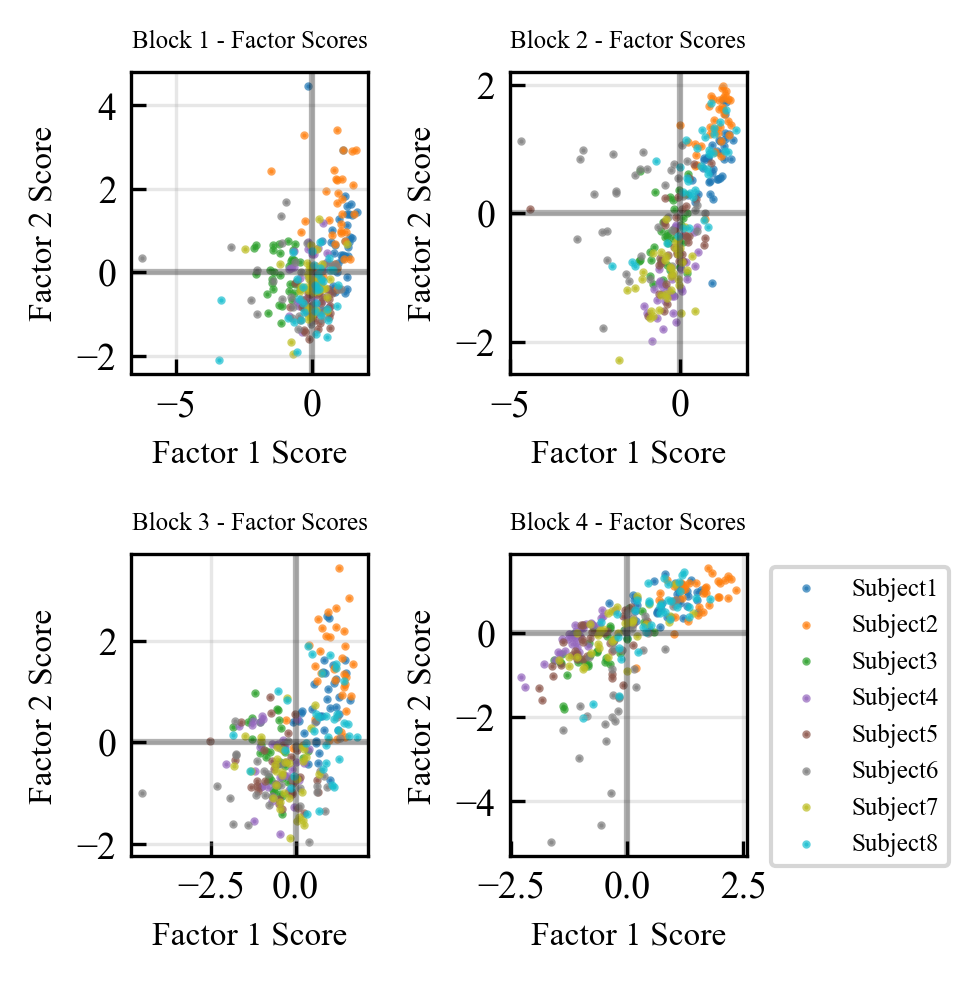 Block 1 - Factor Scores
Block 2 - Factor Scores
Factor 2 Score
4
2
0
−2
−5
0
Factor 1 Score
Factor 2 Score
2
0
−2
−5
0
Factor 1 Score
Block 3 - Factor Scores
Block 4 - Factor Scores
Factor 2 Score
2
0
−2
−2.5
0.0
Factor 1 Score
Factor 2 Score
0
−2
−4
−2.5
0.0
2.5
Factor 1 Score
Subject1
Subject2
Subject3
Subject4
Subject5
Subject6
Subject7
Subject8